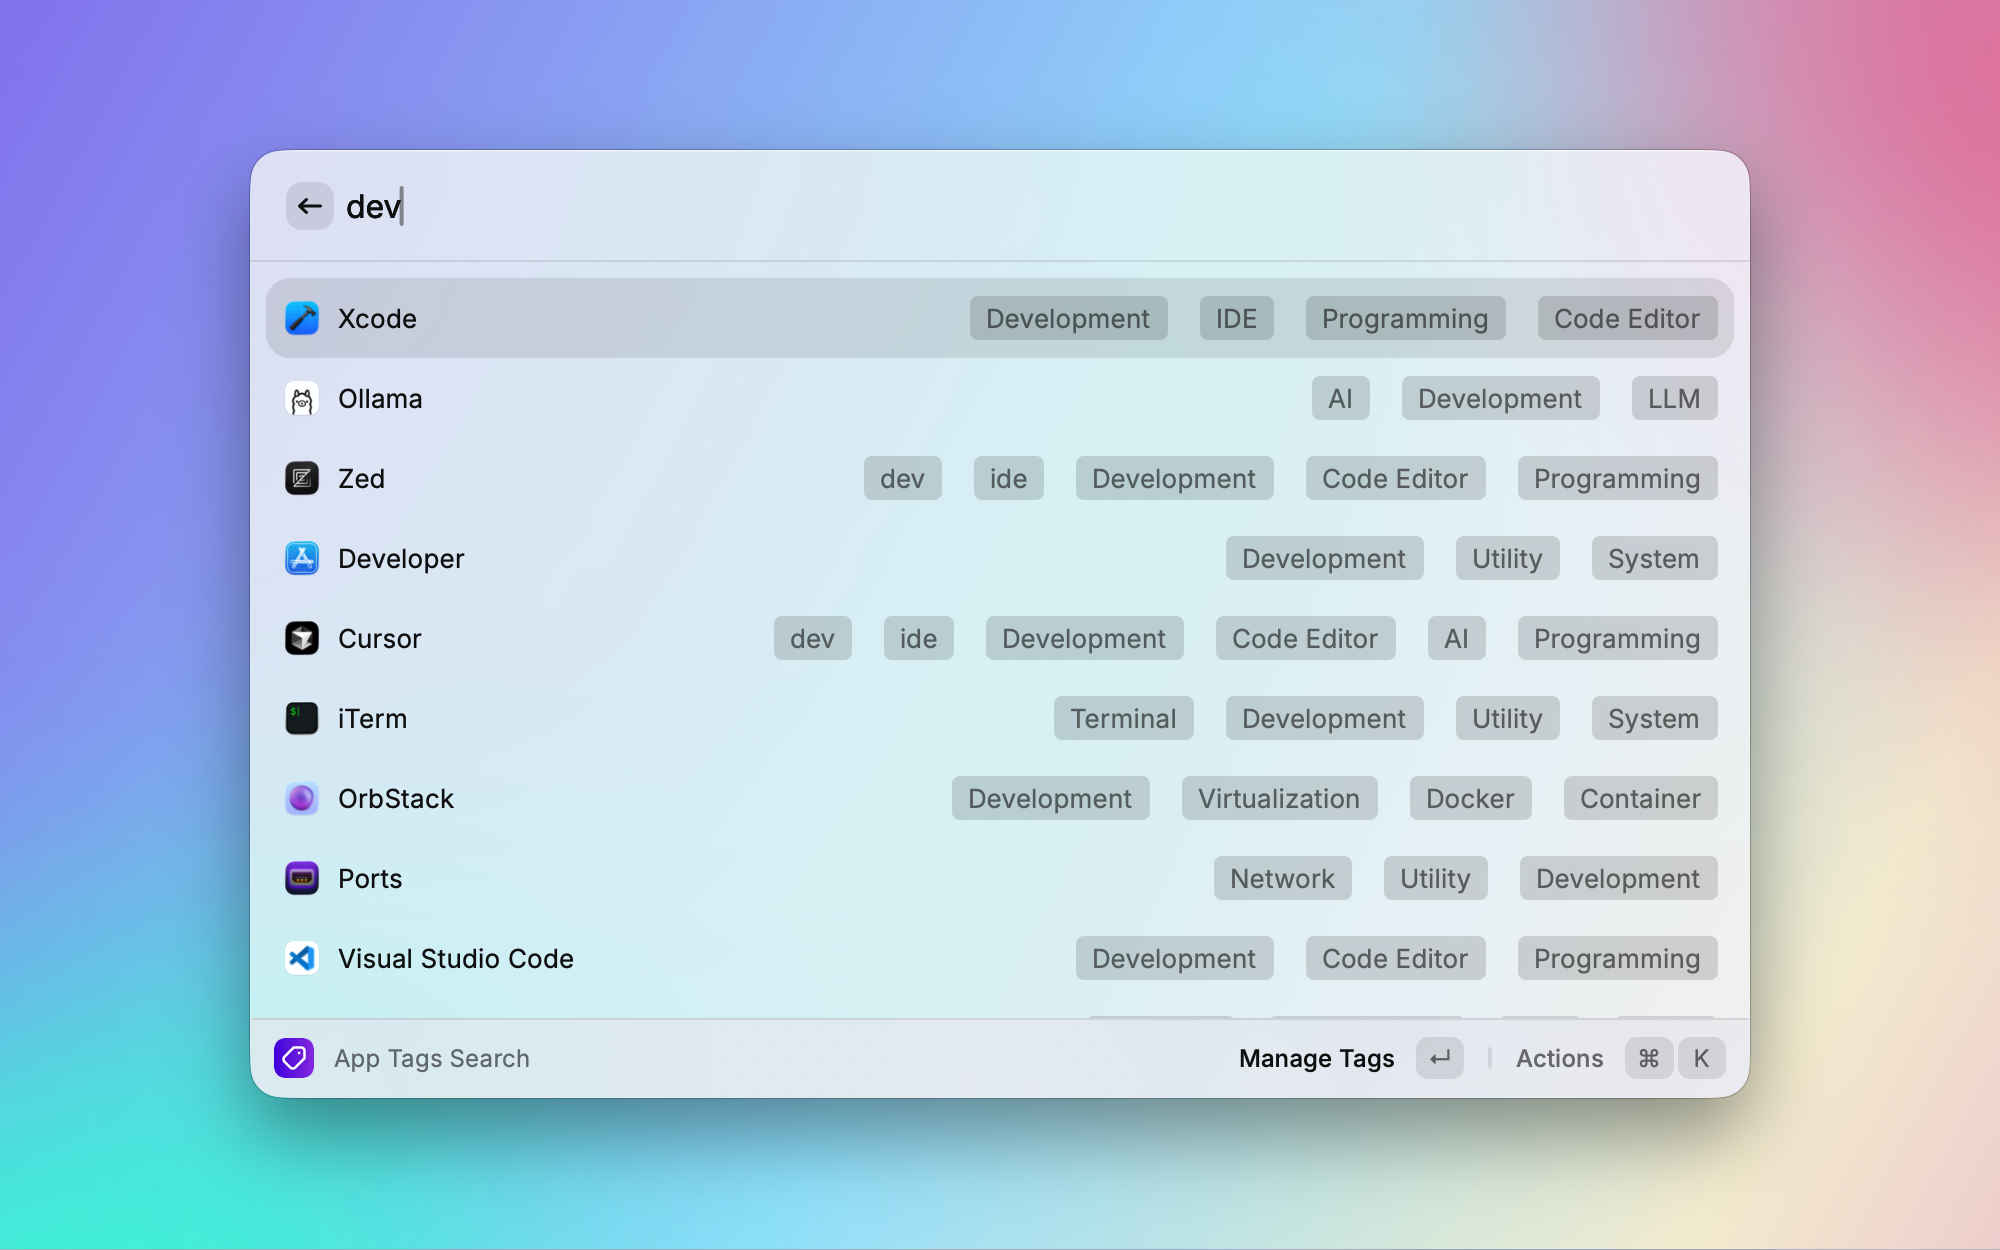 dev
Xcode Development IDE Programming Code Editor
Ollama AI Development LLM
Zed dev ide Development Code Editor Programming
Developer Development Utility System
Cursor dev ide Development Code Editor AI Programming
$
iTerm Terminal Development Utility System
OrbStack Development Virtualization Docker Container
Ports Network Utility Development
Visual Studio Code Development Code Editor Programming
App Tags Search Manage Tags ↵ Actions ⌘ K